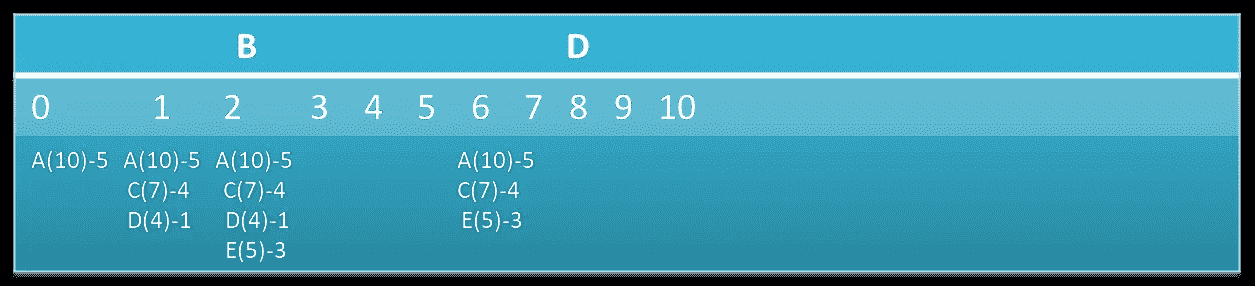 B D
0 1 2 3 4 5 6 7 8 9 10
A(10)-5 A(10)-5 A(10)-5 A(10)-5
C(7)-4 C(7)-4 C(7)-4
D(4)-1 D(4)-1 E(5)-3
E(5)-3